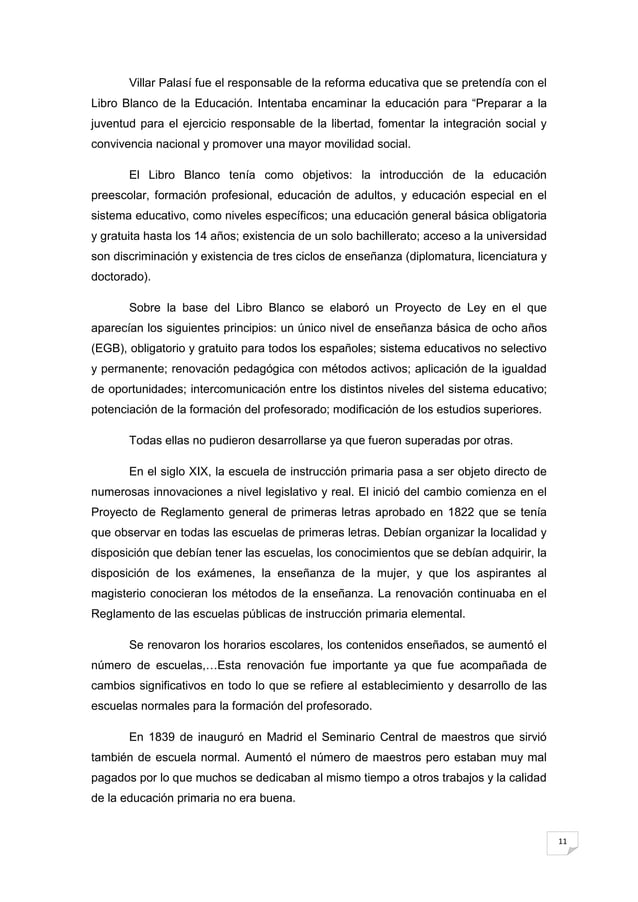 Villar Palasí fue el responsable de la reforma educativa que se pretendía con el
Libro Blanco de la Educación. Intentaba encaminar la educación para “Preparar a la
juventud para el ejercicio responsable de la libertad, fomentar la integración social y
convivencia nacional y promover una mayor movilidad social.
El Libro Blanco tenía como objetivos: la introducción de la educación
preescolar, formación profesional, educación de adultos, y educación especial en el
sistema educativo, como niveles específicos; una educación general básica obligatoria
y gratuita hasta los 14 años; existencia de un solo bachillerato; acceso a la universidad
son discriminación y existencia de tres ciclos de enseñanza (diplomatura, licenciatura y
doctorado).
Sobre la base del Libro Blanco se elaboró un Proyecto de Ley en el que
aparecían los siguientes principios: un único nivel de enseñanza básica de ocho años
(EGB), obligatorio y gratuito para todos los españoles; sistema educativos no selectivo
y permanente; renovación pedagógica con métodos activos; aplicación de la igualdad
de oportunidades; intercomunicación entre los distintos niveles del sistema educativo;
potenciación de la formación del profesorado; modificación de los estudios superiores.
Todas ellas no pudieron desarrollarse ya que fueron superadas por otras.
En el siglo XIX, la escuela de instrucción primaria pasa a ser objeto directo de
numerosas innovaciones a nivel legislativo y real. El inició del cambio comienza en el
Proyecto de Reglamento general de primeras letras aprobado en 1822 que se tenía
que observar en todas las escuelas de primeras letras. Debían organizar la localidad y
disposición que debían tener las escuelas, los conocimientos que se debían adquirir, la
disposición de los exámenes, la enseñanza de la mujer, y que los aspirantes al
magisterio conocieran los métodos de la enseñanza. La renovación continuaba en el
Reglamento de las escuelas públicas de instrucción primaria elemental.
Se renovaron los horarios escolares, los contenidos enseñados, se aumentó el
número de escuelas,…Esta renovación fue importante ya que fue acompañada de
cambios significativos en todo lo que se refiere al establecimiento y desarrollo de las
escuelas normales para la formación del profesorado.
En 1839 de inauguró en Madrid el Seminario Central de maestros que sirvió
también de escuela normal. Aumentó el número de maestros pero estaban muy mal
pagados por lo que muchos se dedicaban al mismo tiempo a otros trabajos y la calidad
de la educación primaria no era buena.
11